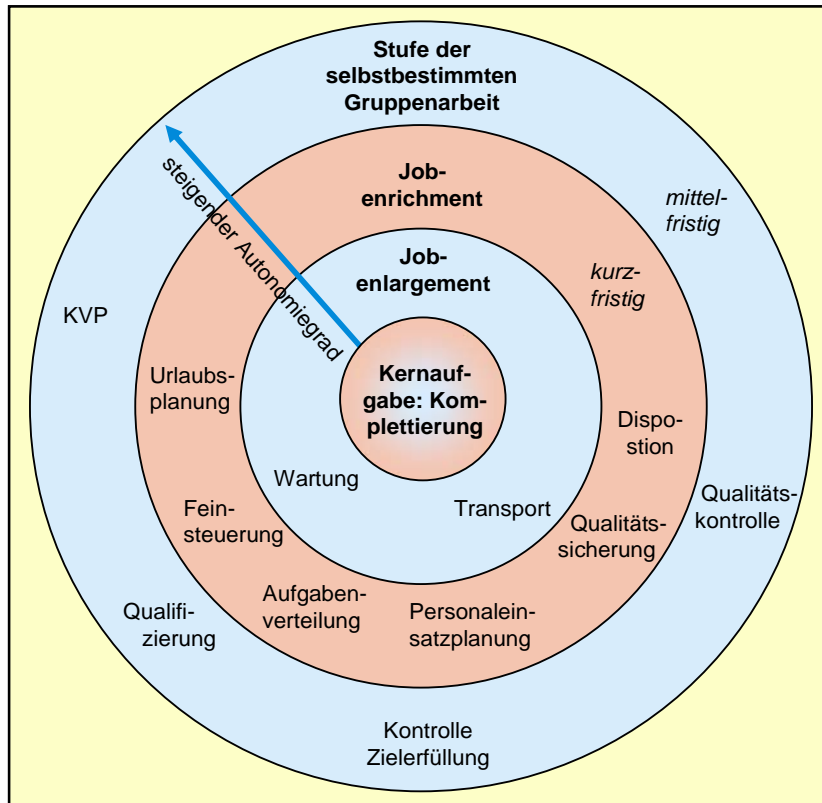 Stufe der
selbstbestimmten
Gruppenarbeit
Job-
enrichment
mittel-
fristig
steigender Autonomiegrad
Job-
enlargement
kurz-
fristig
KVP
Urlaubs-
planung
Kernauf-
gabe: Kom-
plettierung
Dispo-
stion
Wartung
Transport
Qualitäts-
kontrolle
Fein-
steuerung
Qualitäts-
sicherung
Aufgaben-
verteilung
Personalein-
satzplanung
Qualifi-
zierung
Kontrolle
Zielerfüllung